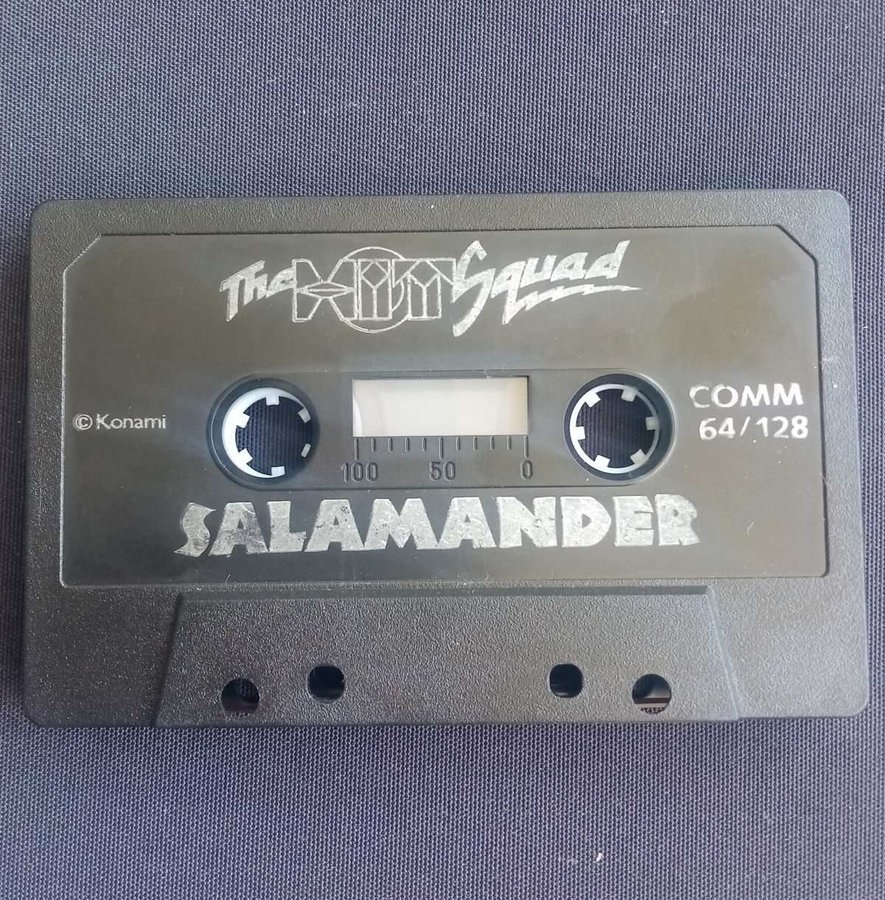 The HIT Squad
© Konami
COMM
64/128
100 50 0
SALAMANDER